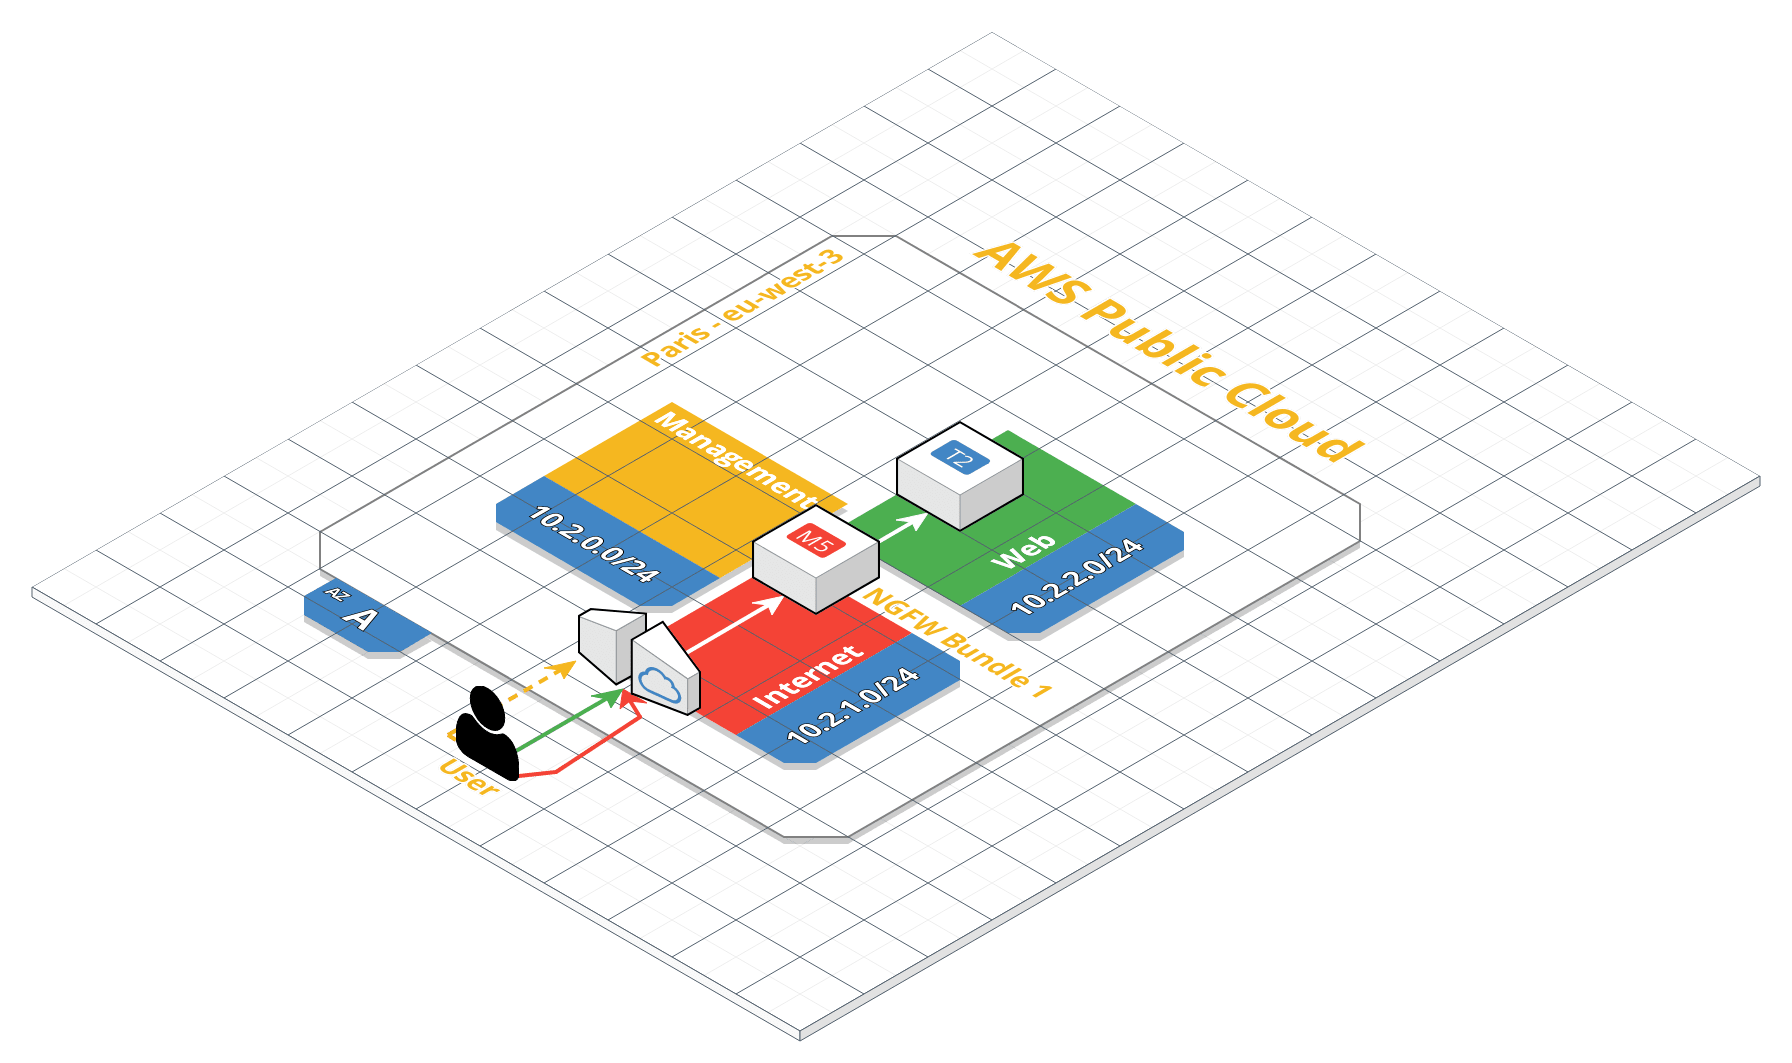 AWS Public Cloud
Paris - eu-west-3
Management
10.2.0.0/24
T2
Web
10.2.2.0/24
M5
NGFW Bundle 1
Internet
10.2.1.0/24
AZ
A
User